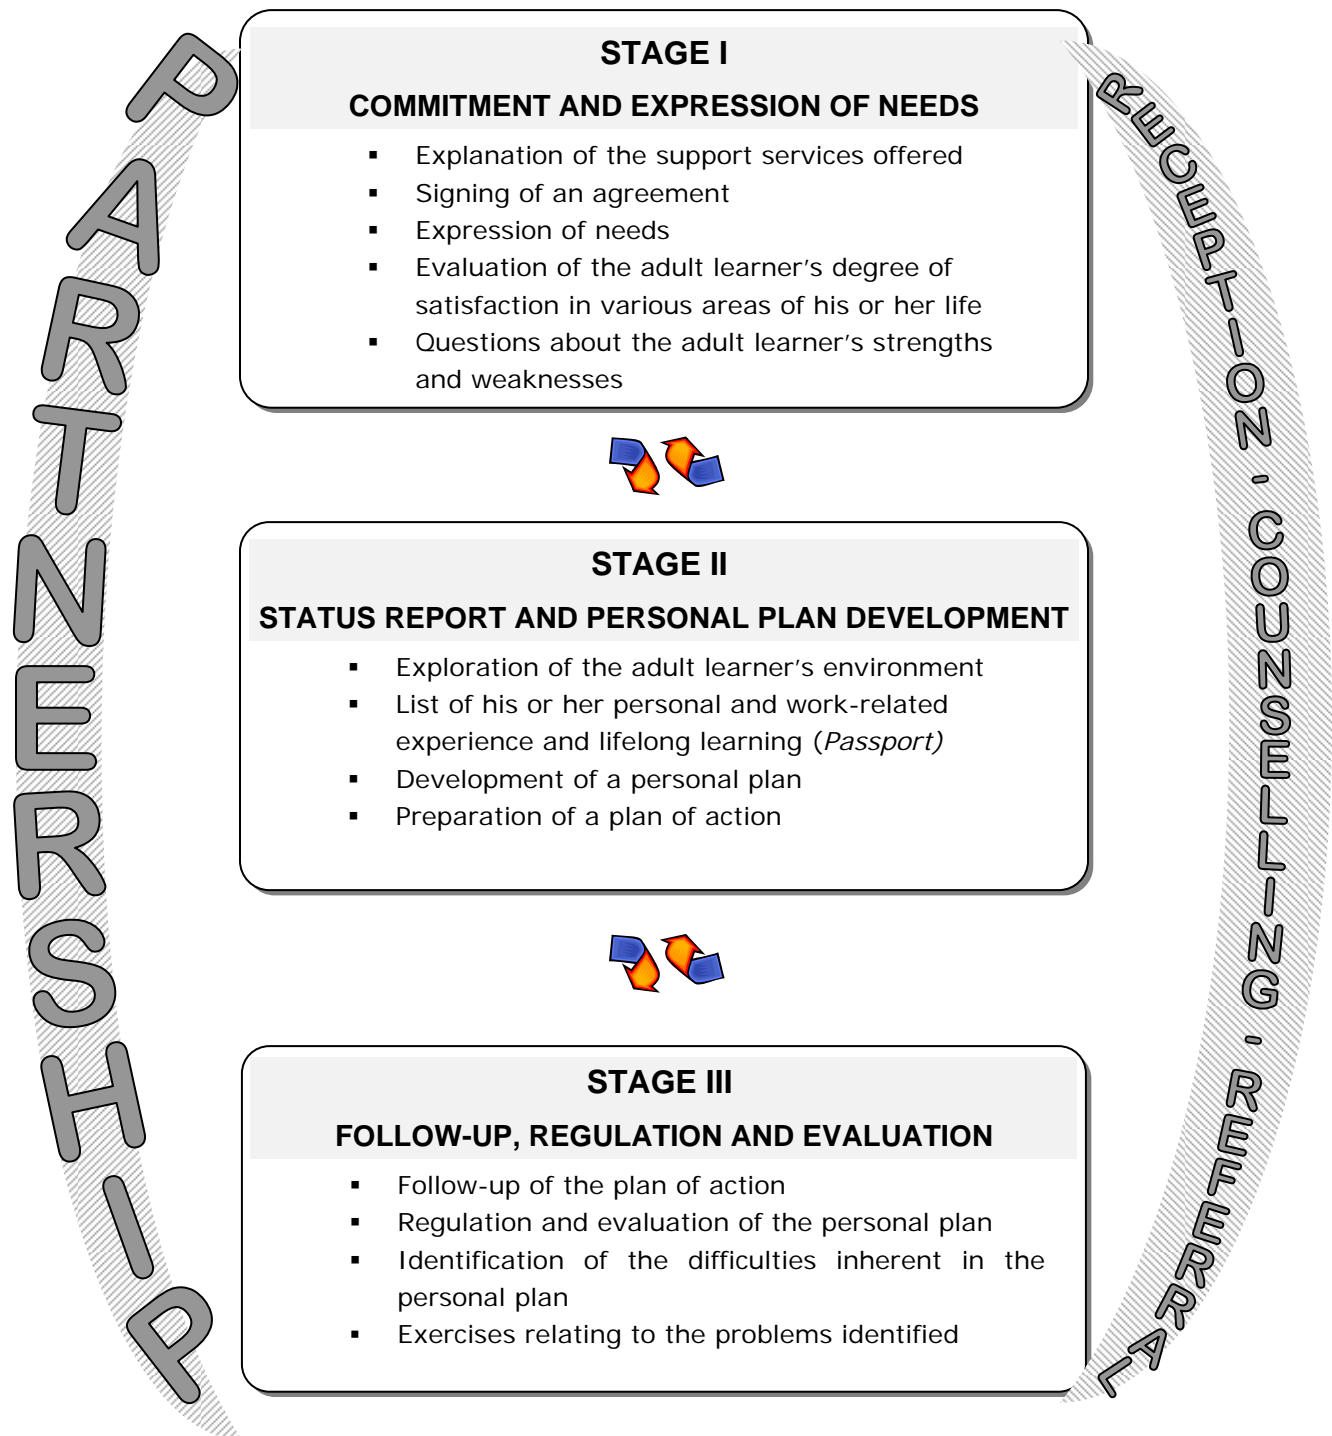 PARTNERSHIP
STAGE I
COMMITMENT AND EXPRESSION OF NEEDS
▪ Explanation of the support services offered
▪ Signing of an agreement
▪ Expression of needs
▪ Evaluation of the adult learner's degree of
satisfaction in various areas of his or her life
▪ Questions about the adult learner's strengths
and weaknesses
STAGE II
STATUS REPORT AND PERSONAL PLAN DEVELOPMENT
▪ Exploration of the adult learner's environment
▪ List of his or her personal and work-related
experience and lifelong learning (Passport)
▪ Development of a personal plan
▪ Preparation of a plan of action
STAGE III
FOLLOW-UP, REGULATION AND EVALUATION
▪ Follow-up of the plan of action
▪ Regulation and evaluation of the personal plan
▪ Identification of the difficulties inherent in the
personal plan
▪ Exercises relating to the problems identified
RECEPTION - COUNSELLING - REFERRAL